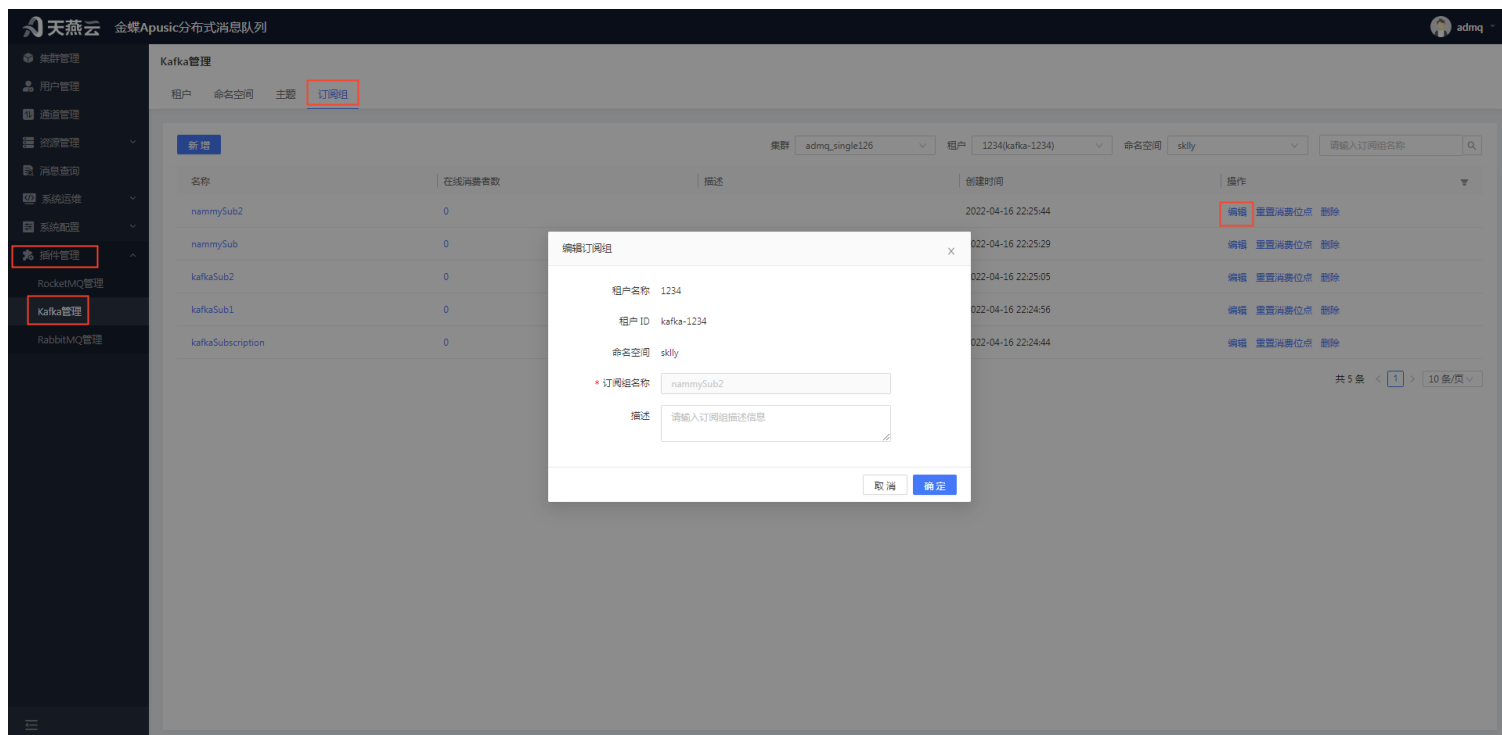 天燕云 金蝶Apusic分布式消息队列 admq
集群管理
用户管理
通道管理
资源管理
消息查询
系统运维
系统配置
插件管理
RocketMQ管理
Kafka管理
RabbitMQ管理
Kafka管理
租户 命名空间 主题 订阅组
新增 集群 admq_single126 租户 1234(kafka-1234) 命名空间 sklly 请输入订阅组名称
名称 在线消费者数 描述 创建时间 操作
nammySub2 0 2022-04-16 22:25:44 编辑 重置消费位点 删除
nammySub 0 022-04-16 22:25:29 编辑 重置消费位点 删除
kafkaSub2 0 022-04-16 22:25:05 编辑 重置消费位点 删除
kafkaSub1 0 022-04-16 22:24:56 编辑 重置消费位点 删除
kafkaSubscription 0 022-04-16 22:24:44 编辑 重置消费位点 删除
共 5 条 < 1 > 10 条/页
编辑订阅组
租户名称 1234
租户 ID kafka-1234
命名空间 sklly
* 订阅组名称 nammySub2
描述 请输入订阅组描述信息
取消 确定